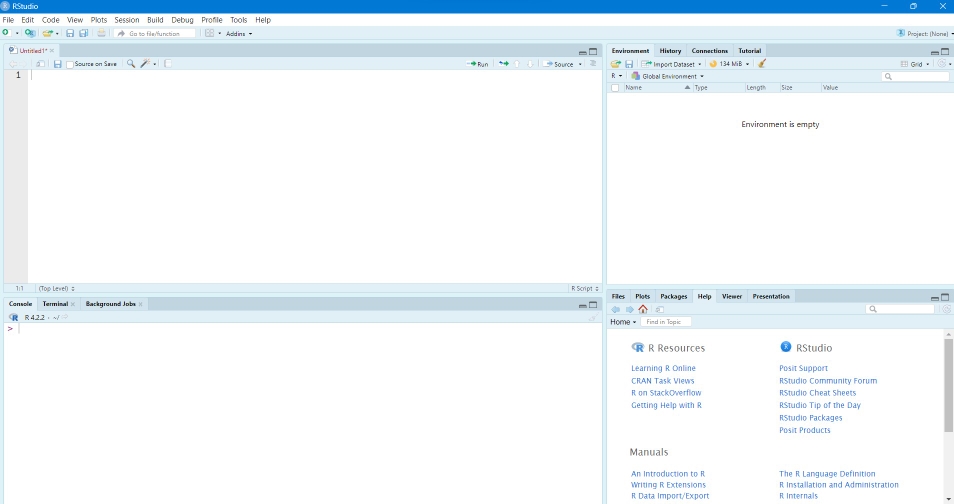 RStudio
File Edit Code View Plots Session Build Debug Profile Tools Help
Go to file/function Addins Project: (None)
Untitled1*
Source on Save Run Source
1
1:1 (Top Level) R Script
Console Terminal Background Jobs
R 4.2.2 · ~/
>
Environment History Connections Tutorial
Import Dataset 134 MiB Grid
R Global Environment
Name Type Length Size Value
Environment is empty
Files Plots Packages Help Viewer Presentation
Home Find in Topic
R Resources
Learning R Online
CRAN Task Views
R on StackOverflow
Getting Help with R
RStudio
Posit Support
RStudio Community Forum
RStudio Cheat Sheets
RStudio Tip of the Day
RStudio Packages
Posit Products
Manuals
An Introduction to R
Writing R Extensions
R Data Import/Export
The R Language Definition
R Installation and Administration
R Internals